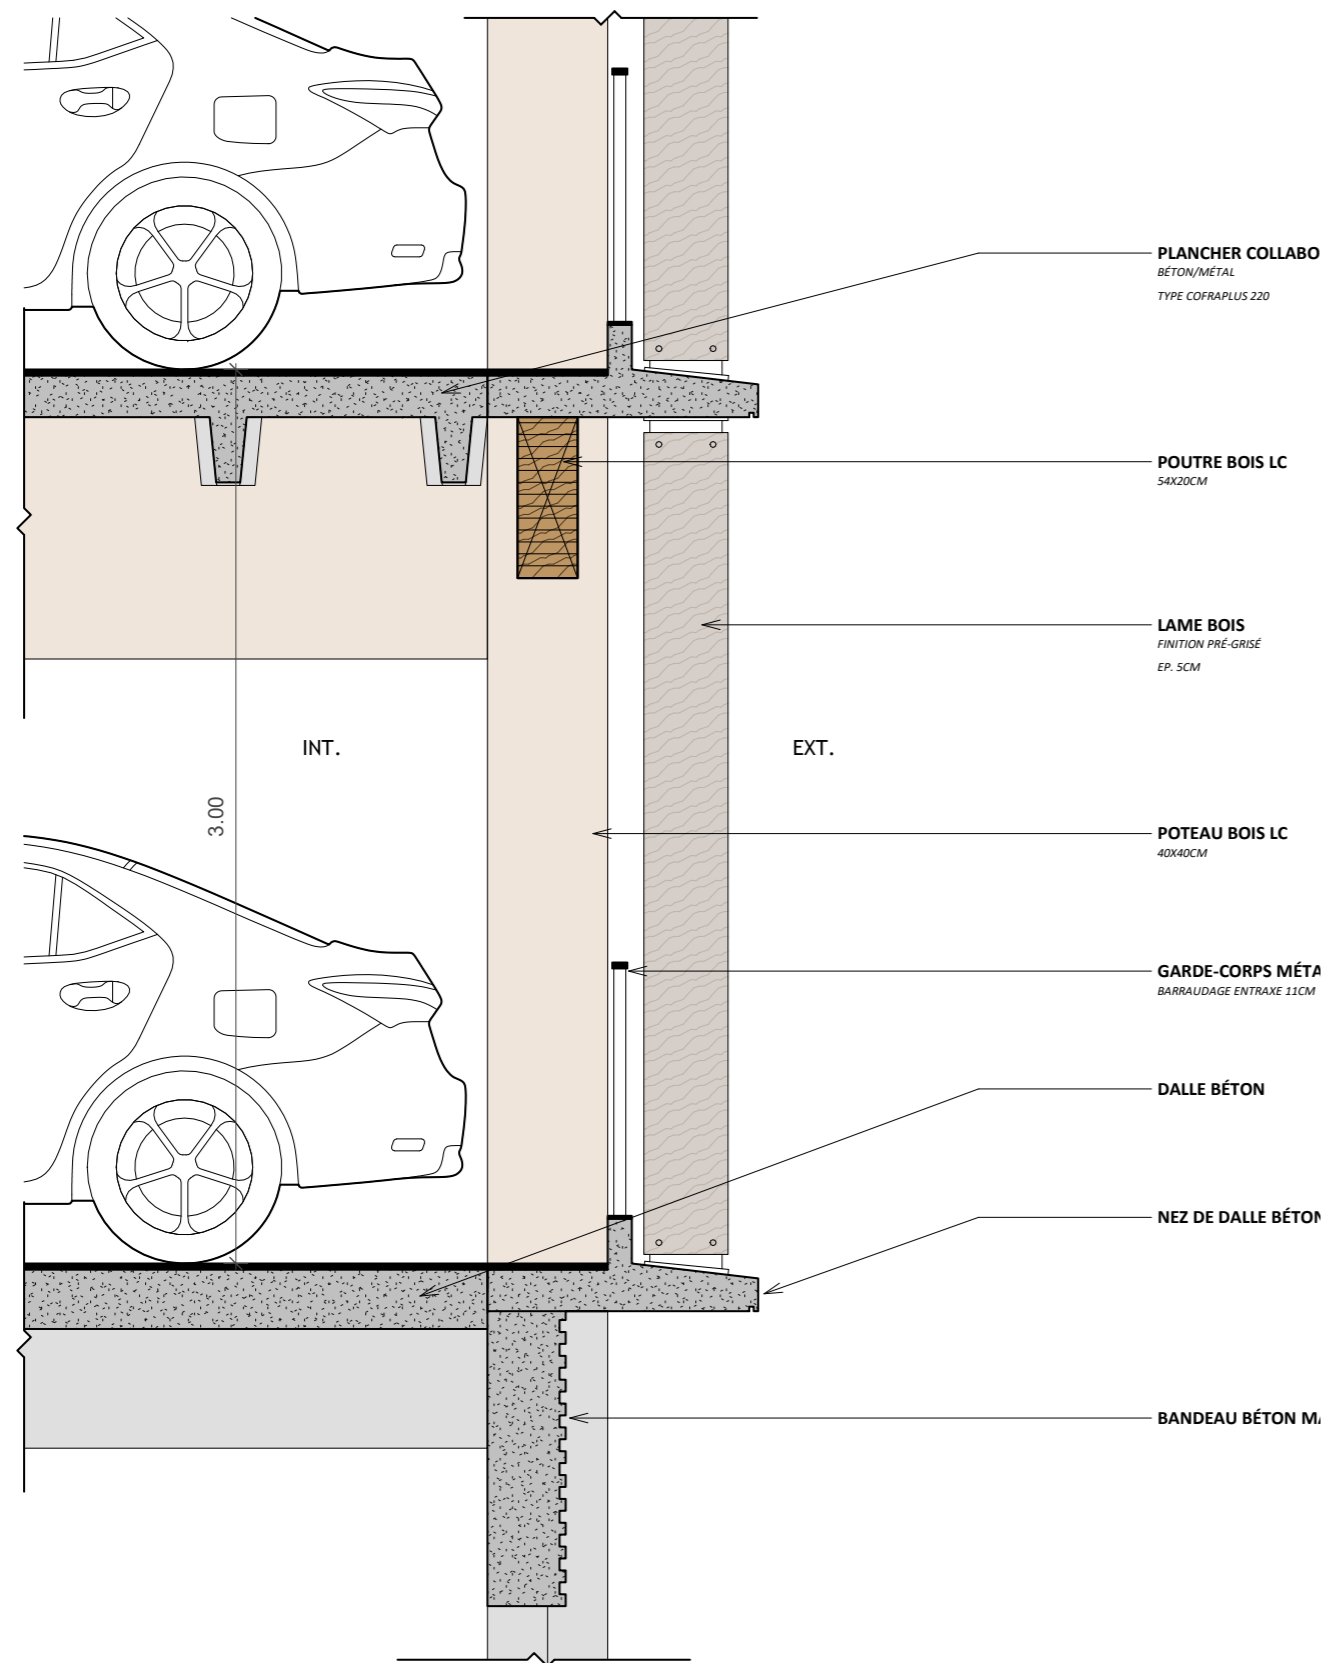 PLANCHER COLLABO
BÉTON/MÉTAL
TYPE COFRAPLUS 220
POUTRE BOIS LC
54X20CM
LAME BOIS
FINITION PRÉ-GRISÉ
EP. 5CM
INT.
EXT.
3.00
POTEAU BOIS LC
40X40CM
GARDE-CORPS MÉTA
BARRAUDAGE ENTRAXE 11CM
DALLE BÉTON
NEZ DE DALLE BÉTON
BANDEAU BÉTON MA